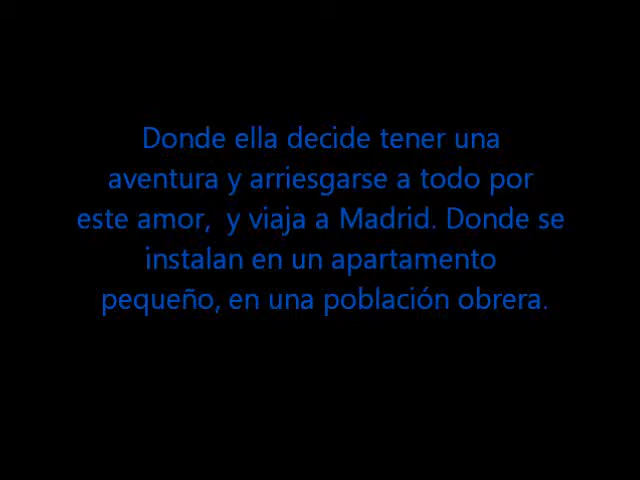 Donde ella decide tener una
aventura y arriesgarse a todo por
este amor,  y viaja a Madrid. Donde se
instalan en un apartamento
pequeño, en una población obrera.